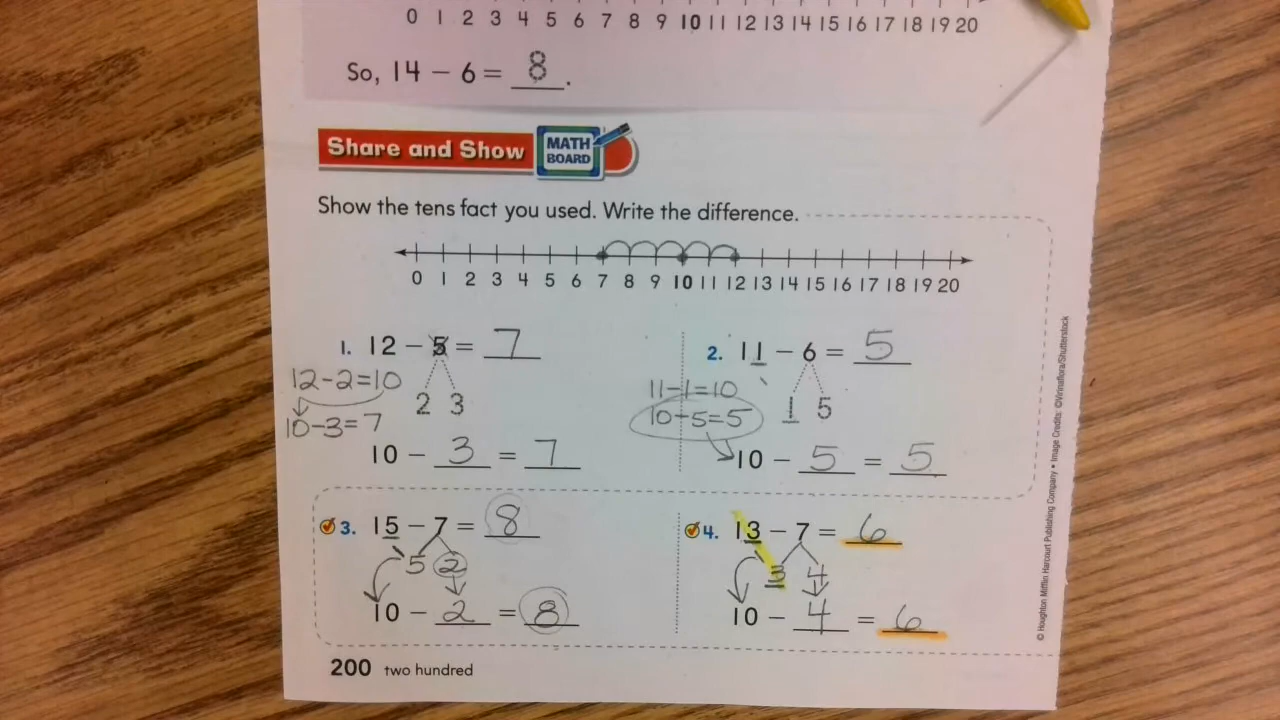 0 1 2 3 4 5 6 7 8 9 10 11 12 13 14 15 16 17 18 19 20
So, 14 − 6 = 8.
Share and Show MATH BOARD
Show the tens fact you used. Write the difference.
0 1 2 3 4 5 6 7 8 9 10 11 12 13 14 15 16 17 18 19 20
1. 12 − 5 = 7
12-2=10
2 3
10-3=7
10 − 3 = 7
2. 11 − 6 = 5
11-1=10
1 5
10-5=5
10 − 5 = 5
3. 15 − 7 = 8
5 2
10 − 2 = 8
4. 13 − 7 = 6
3 4
10 − 4 = 6
200 two hundred
© Houghton Mifflin Harcourt Publishing Company • Image Credits: ©Virinaflora/Shutterstock